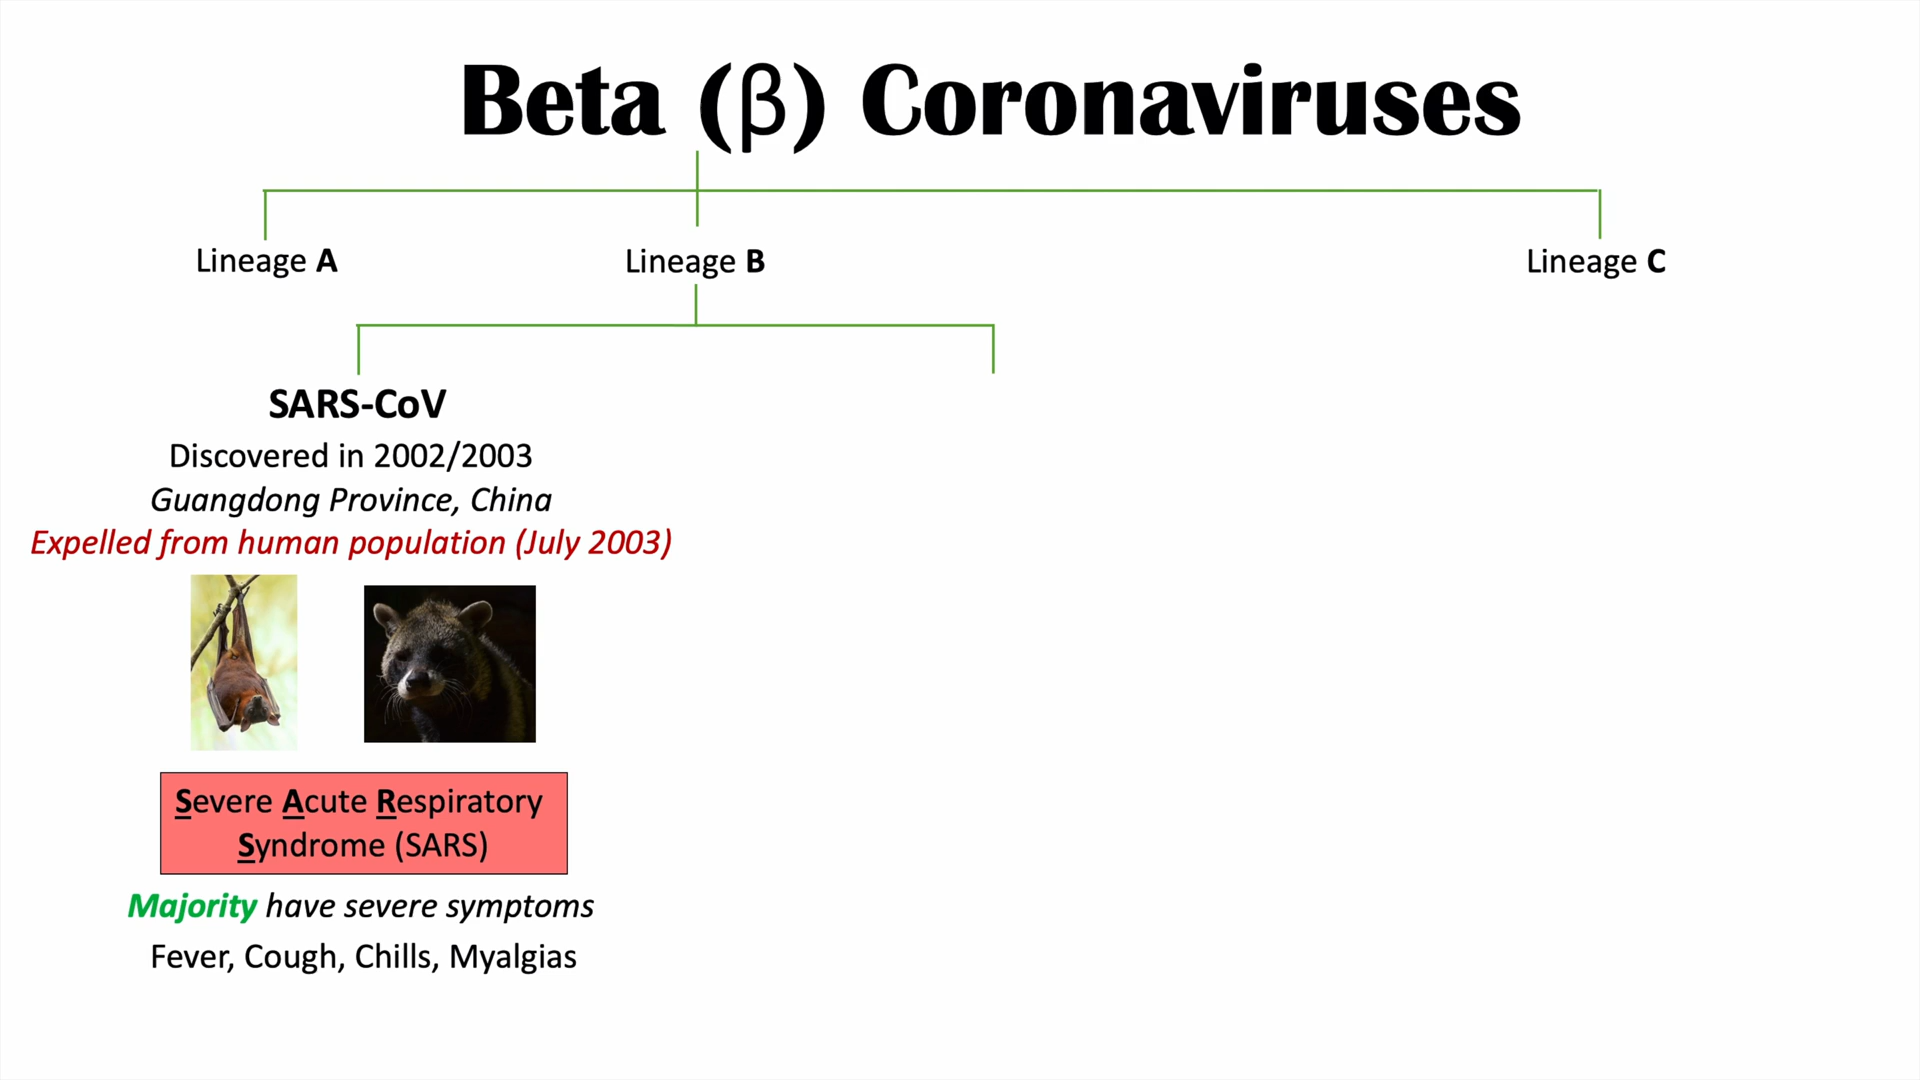 Beta (β) Coronaviruses
Lineage A
Lineage B
Lineage C
SARS-CoV
Discovered in 2002/2003
Guangdong Province, China
Expelled from human population (July 2003)
Severe Acute Respiratory
Syndrome (SARS)
Majority have severe symptoms
Fever, Cough, Chills, Myalgias